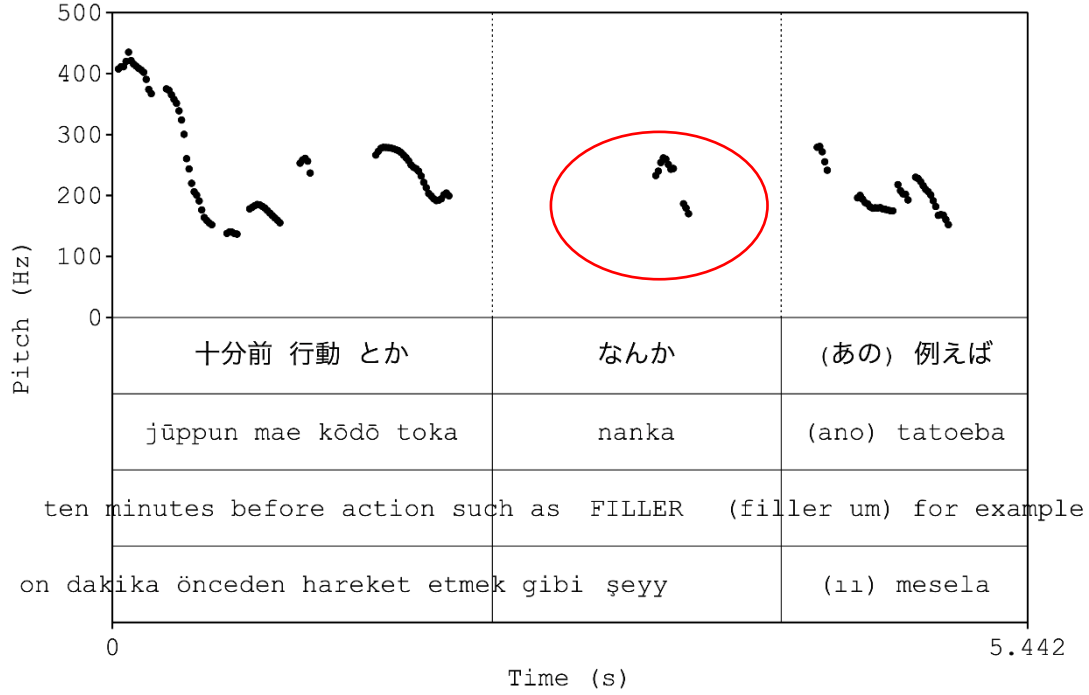 500
400
300
200
100
0
Pitch (Hz)
十分前 行動 とか なんか (あの) 例えば
jūppun mae kōdō toka nanka (ano) tatoeba
ten minutes before action such as FILLER (filler um) for example
on dakika önceden hareket etmek gibi şeyy (ıı) mesela
0 5.442
Time (s)